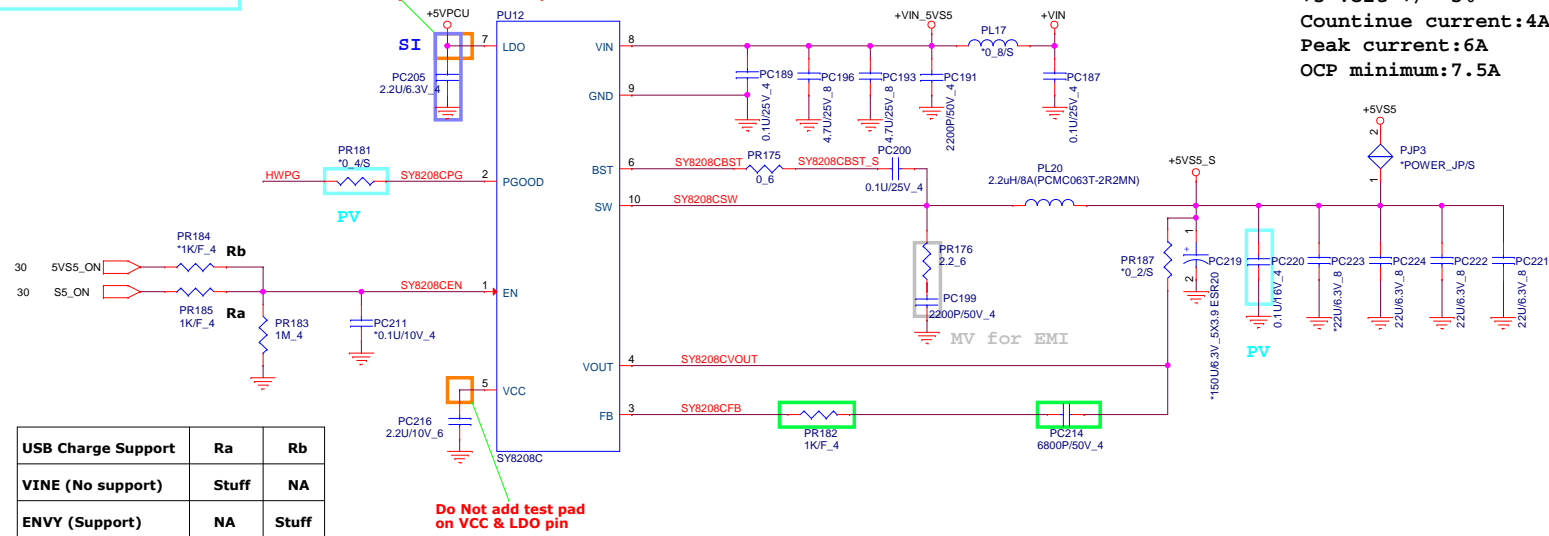 Countinue current:4A
Peak current:6A
OCP minimum:7.5A
+5VPCU
PU12
SI
7
LDO
PC205
2.2U/6.3V_4
PR181
*0_4/S
HWPG
SY8208CPG
2
PGOOD
PV
PR184
*1K/F_4
Rb
30
5VS5_ON
30
S5_ON
PR185
1K/F_4
Ra
SY8208CEN
1
EN
PR183
1M_4
PC211
*0.1U/10V_4
5
VCC
PC216
2.2U/10V_6
SY8208C
Do Not add test pad
on VCC & LDO pin
VIN
8
GND
9
BST
6
SW
10
VOUT
4
FB
3
+VIN_5VS5
PL17
*0_8/S
+VIN
PC189
0.1U/25V_4
PC196
4.7U/25V_8
PC193
4.7U/25V_8
PC191
2200P/50V_4
PC187
0.1U/25V_4
SY8208CBST
PR175
0_6
SY8208CBST_S
PC200
0.1U/25V_4
SY8208CSW
PL20
2.2uH/8A(PCMC063T-2R2MN)
PR176
2.2_6
PC199
2200P/50V_4
MV for EMI
SY8208CVOUT
SY8208CFB
PR182
1K/F_4
PC214
6800P/50V_4
+5VS5_S
PR187
*0_2/S
1
+
2
PC219
*150U/6.3V_5X3.9 ESR20
PC220
0.1U/16V_4
PV
PC223
*22U/6.3V_8
PC224
22U/6.3V_8
PC222
22U/6.3V_8
PC221
22U/6.3V_8
+5VS5
2
PJP3
*POWER_JP/S
1
USB Charge Support Ra Rb
VINE (No support) Stuff NA
ENVY (Support) NA Stuff